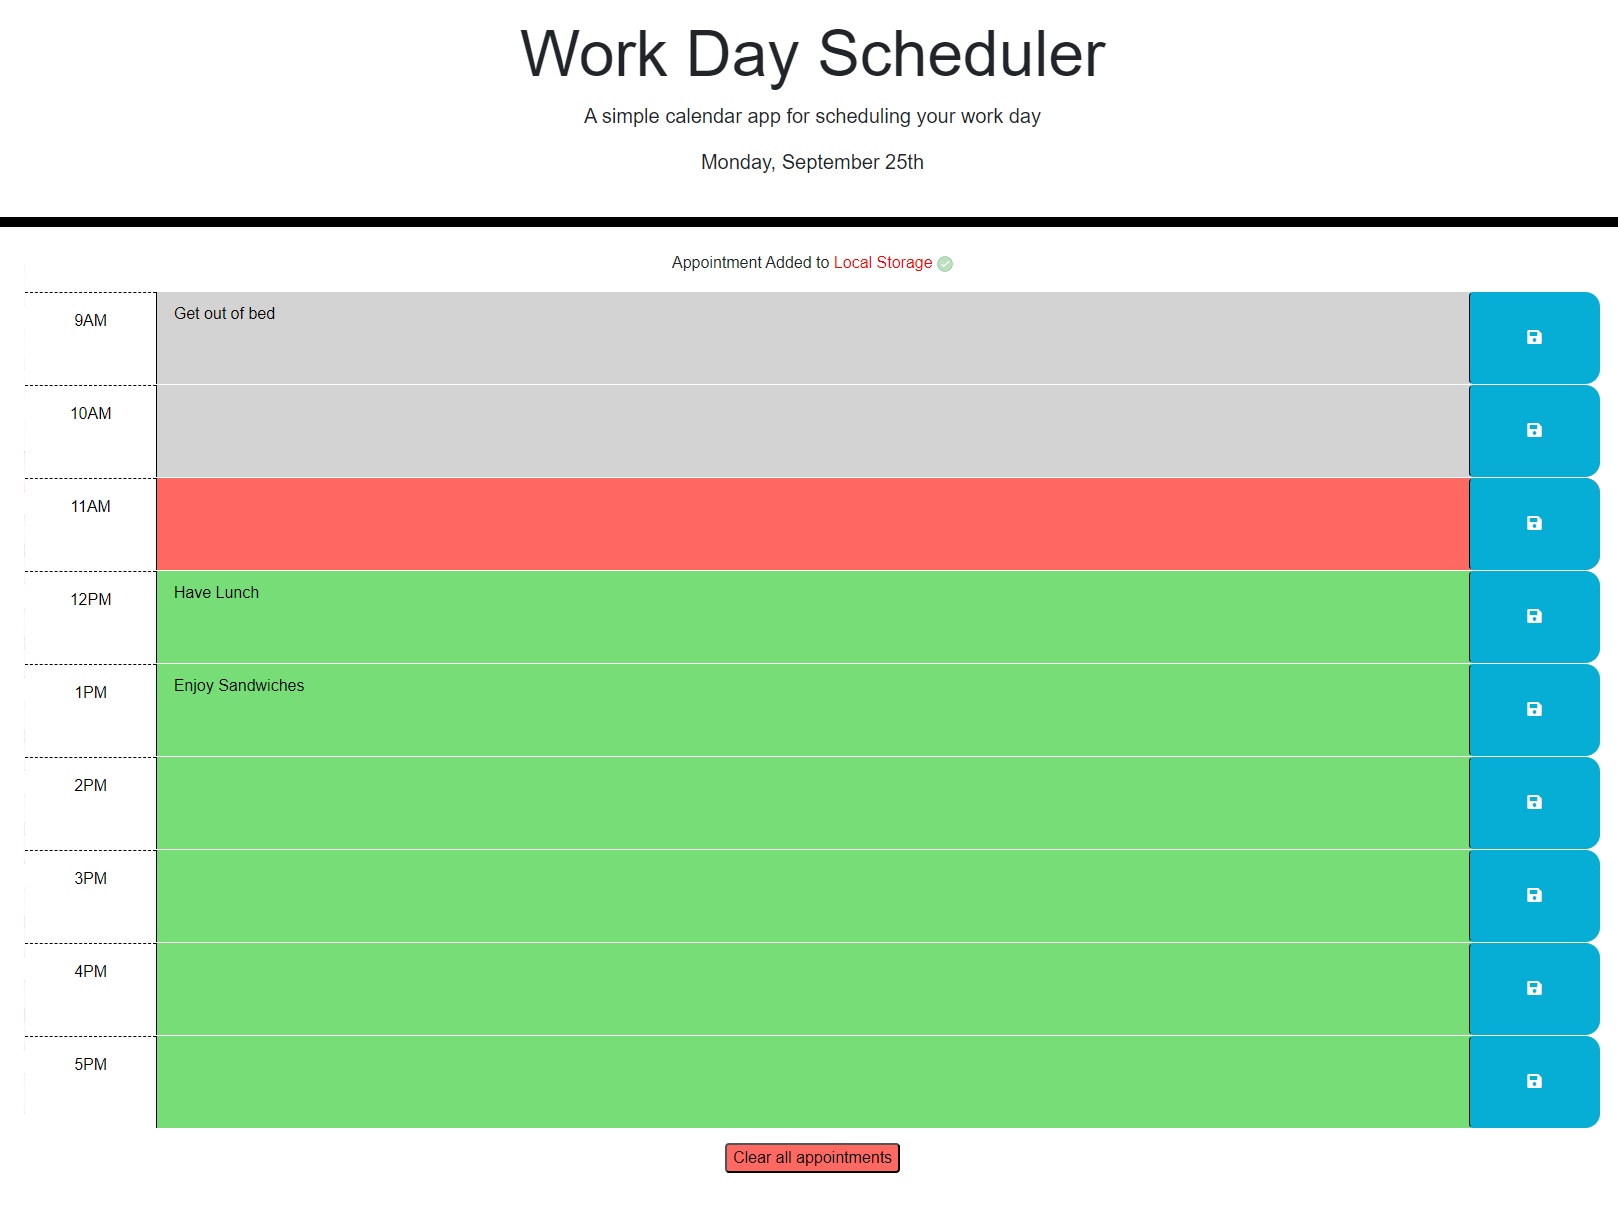 Work Day Scheduler
A simple calendar app for scheduling your work day
Monday, September 25th
Appointment Added to Local Storage
9AM
Get out of bed
10AM
11AM
12PM
Have Lunch
1PM
Enjoy Sandwiches
2PM
3PM
4PM
5PM
Clear all appointments